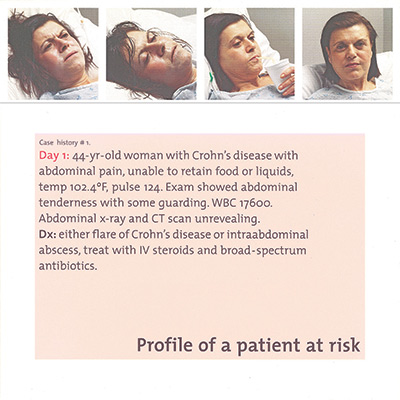 Case history # 1.
Day 1: 44-yr-old woman with Crohn's disease with
abdominal pain, unable to retain food or liquids,
temp 102.4°F, pulse 124. Exam showed abdominal
tenderness with some guarding. WBC 17600.
Abdominal x-ray and CT scan unrevealing.
Dx: either flare of Crohn's disease or intraabdominal
abscess, treat with IV steroids and broad-spectrum
antibiotics.
Profile of a patient at risk